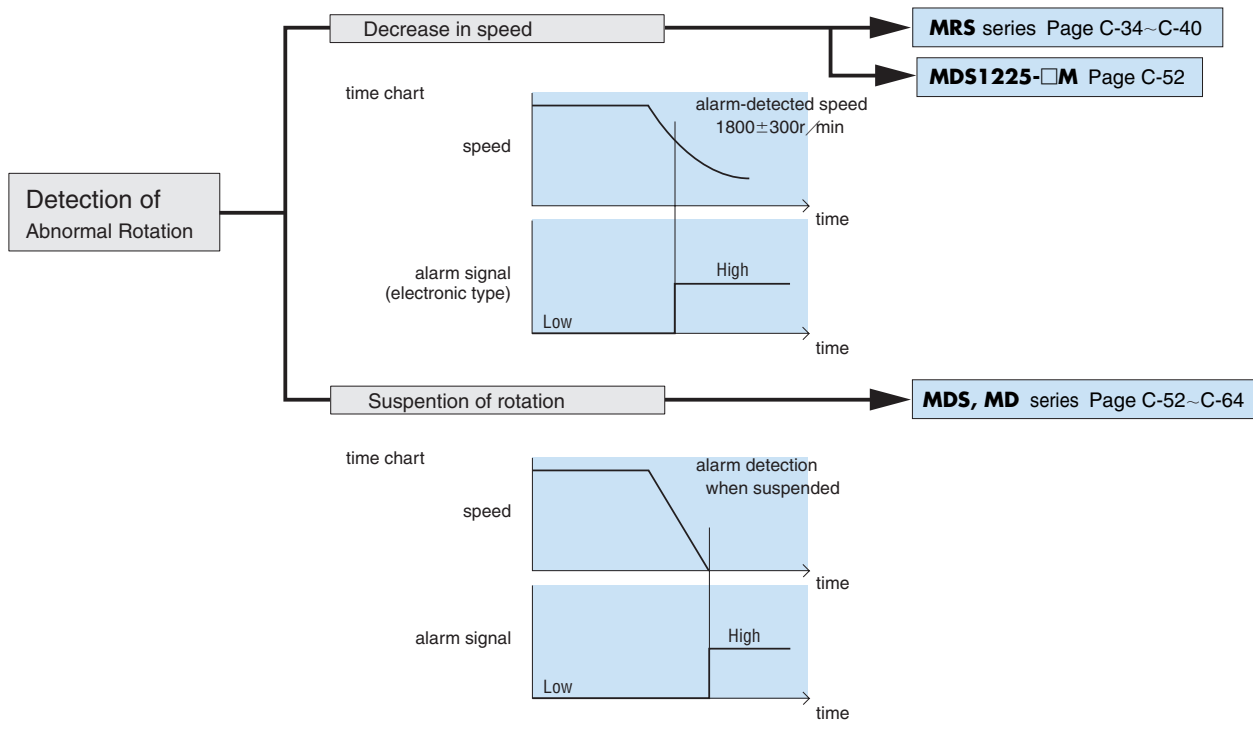 Decrease in speed
MRS series Page C-34~C-40
MDS1225-□M Page C-52
time chart
alarm-detected speed
1800±300r/min
speed
time
Detection of
Abnormal Rotation
alarm signal
(electronic type)
High
Low
time
Suspention of rotation
MDS, MD series Page C-52~C-64
time chart
alarm detection
when suspended
speed
time
alarm signal
High
Low
time